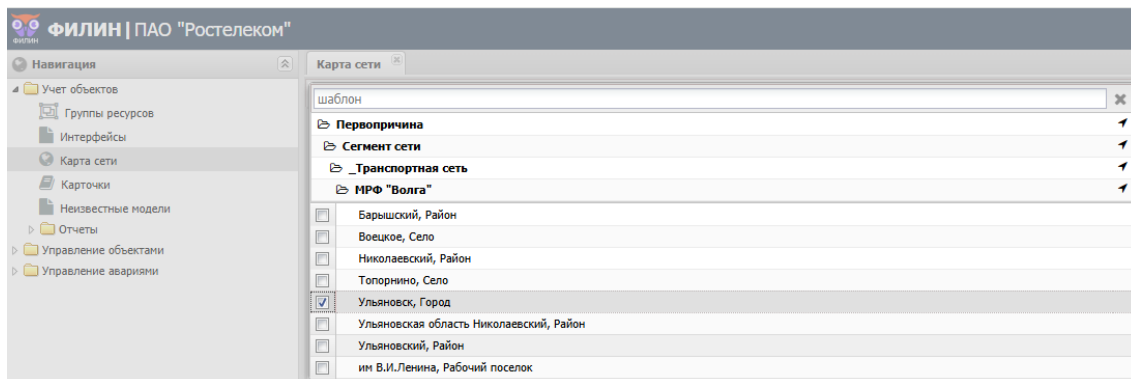 ФИЛИН | ПАО "Ростелеком"
ФИЛИН
Навигация
Учет объектов
Группы ресурсов
Интерфейсы
Карта сети
Карточки
Неизвестные модели
Отчеты
Управление объектами
Управление авариями
Карта сети
шаблон
Первопричина
Сегмент сети
_Транспортная сеть
МРФ "Волга"
Барышский, Район
Воецкое, Село
Николаевский, Район
Топорнино, Село
Ульяновск, Город
Ульяновская область Николаевский, Район
Ульяновский, Район
им В.И.Ленина, Рабочий поселок